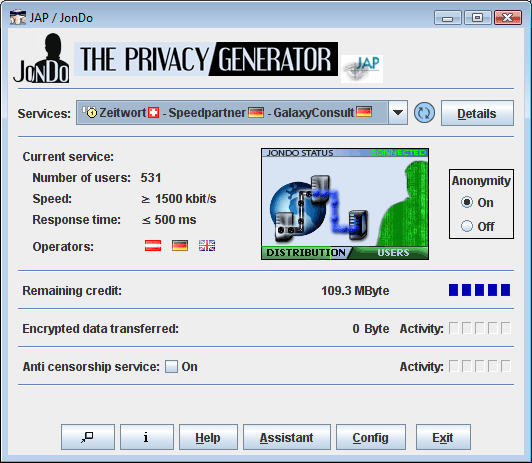 JAP / JonDo
JONDO THE PRIVACY GENERATOR JAP
Services: Zeitwort - Speedpartner - GalaxyConsult Details
Current service:
Number of users: 531
Speed: ≥ 1500 kbit/s
Response time: ≤ 500 ms
Operators:
JONDO STATUS CONNECTED
DISTRIBUTION USERS
Anonymity
On
Off
Remaining credit: 109.3 MByte
Encrypted data transferred: 0 Byte Activity:
Anti censorship service: On Activity:
i Help Assistant Config Exit